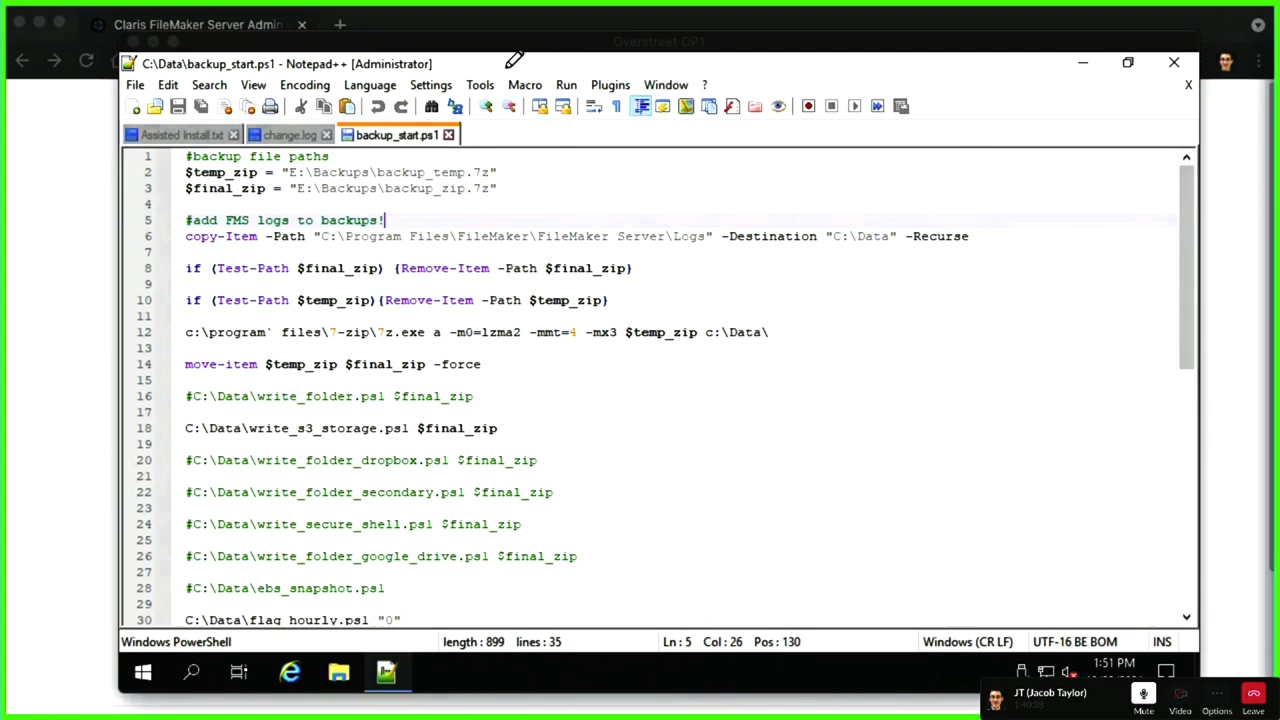 Claris FileMaker Server Admin
Overstreet OP1
C:\Data\backup_start.ps1 - Notepad++ [Administrator]
File Edit Search View Encoding Language Settings Tools Macro Run Plugins Window ?
X
Assisted Install.txt change.log backup_start.ps1
1 #backup file paths
2 $temp_zip = "E:\Backups\backup_temp.7z"
3 $final_zip = "E:\Backups\backup_zip.7z"
4
5 #add FMS logs to backups!
6 copy-Item -Path "C:\Program Files\FileMaker\FileMaker Server\Logs" -Destination "C:\Data" -Recurse
7
8 if (Test-Path $final_zip) {Remove-Item -Path $final_zip}
9
10 if (Test-Path $temp_zip){Remove-Item -Path $temp_zip}
11
12 c:\program` files\7-zip\7z.exe a -m0=lzma2 -mmt=4 -mx3 $temp_zip c:\Data\
13
14 move-item $temp_zip $final_zip -force
15
16 #C:\Data\write_folder.ps1 $final_zip
17
18 C:\Data\write_s3_storage.ps1 $final_zip
19
20 #C:\Data\write_folder_dropbox.ps1 $final_zip
21
22 #C:\Data\write_folder_secondary.ps1 $final_zip
23
24 #C:\Data\write_secure_shell.ps1 $final_zip
25
26 #C:\Data\write_folder_google_drive.ps1 $final_zip
27
28 #C:\Data\ebs_snapshot.ps1
29
30 C:\Data\flag_hourly.ps1 "0"
Windows PowerShell length : 899 lines : 35 Ln : 5 Col : 26 Pos : 130 Windows (CR LF) UTF-16 BE BOM INS
1:51 PM
JT (Jacob Taylor)
1:40:08
Mute Video Options Leave